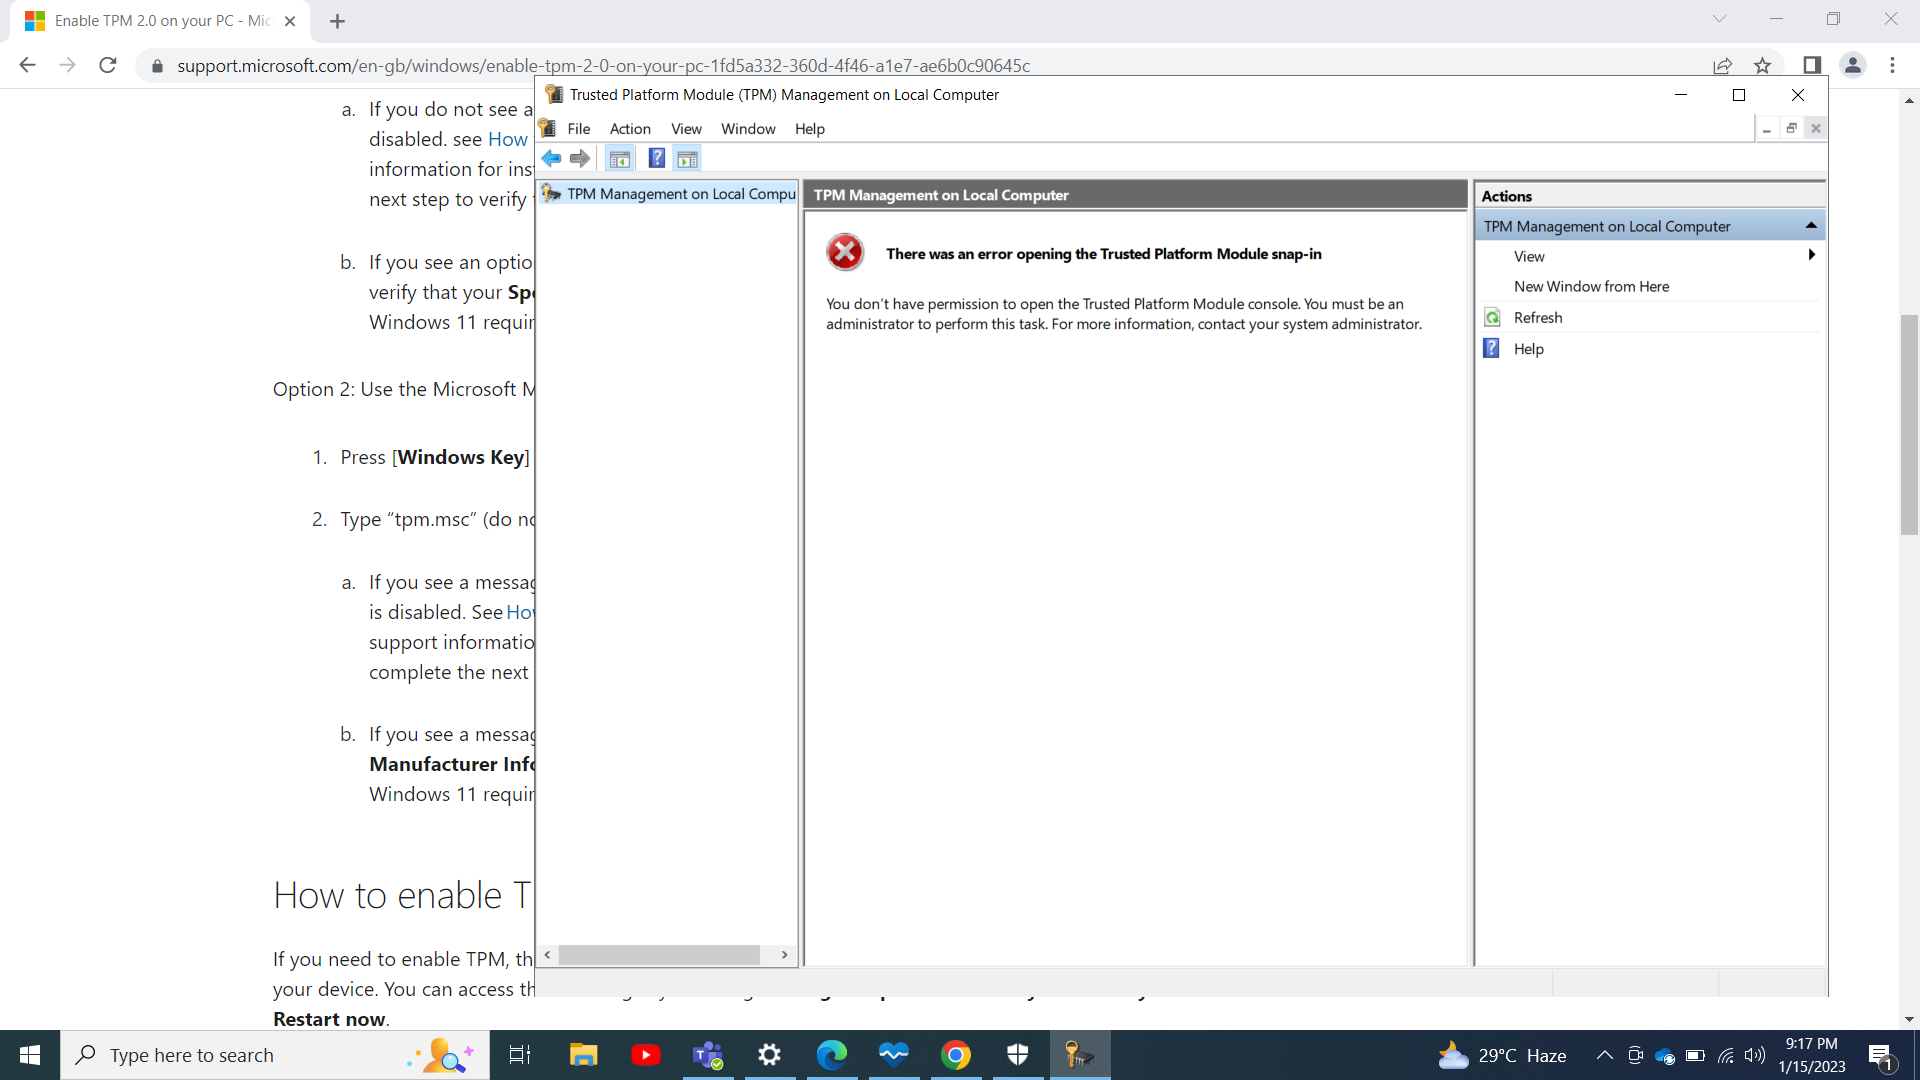 Enable TPM 2.0 on your PC - Mic
support.microsoft.com/en-gb/windows/enable-tpm-2-0-on-your-pc-1fd5a332-360d-4f46-a1e7-ae6b0c90645c
a. If you do not see a
disabled. see How
information for ins
next step to verify
b. If you see an optio
verify that your Spe
Windows 11 requir
Option 2: Use the Microsoft M
1. Press [Windows Key]
2. Type “tpm.msc” (do no
a. If you see a messag
is disabled. See How
support informatio
complete the next
b. If you see a messag
Manufacturer Info
Windows 11 requir
How to enable T
If you need to enable TPM, th
your device. You can access th
Restart now.
Trusted Platform Module (TPM) Management on Local Computer
File Action View Window Help
TPM Management on Local Compu
TPM Management on Local Computer
There was an error opening the Trusted Platform Module snap-in
You don't have permission to open the Trusted Platform Module console. You must be an
administrator to perform this task. For more information, contact your system administrator.
Actions
TPM Management on Local Computer
View
New Window from Here
Refresh
Help
Type here to search
29°C Haze
9:17 PM
1/15/2023
1